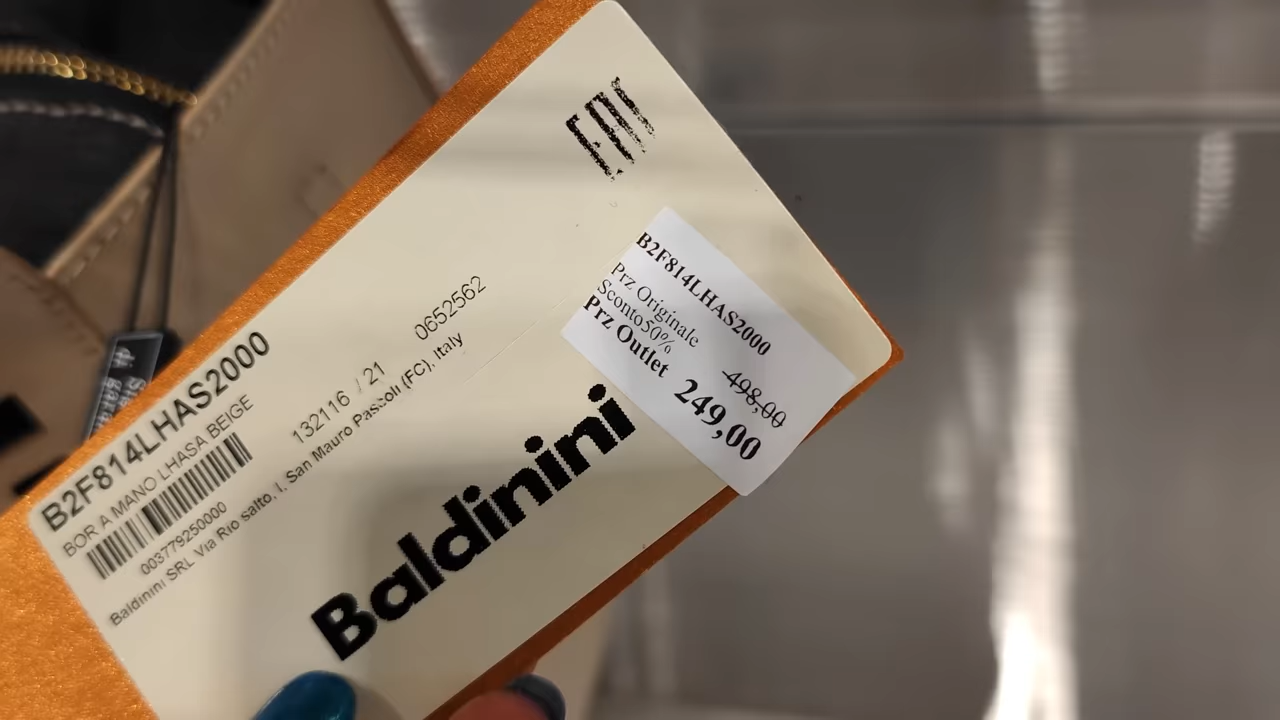 B2F814LHAS2000
BOR A MANO LHASA BEIGE
132116 / 21 0652562
003779250000
Baldinini SRL Via Rio salto, I, San Mauro Pascoli (FC), Italy
Baldinini
EAC
B2F814LHAS2000
Prz Originale 498,00
Sconto50%
Prz Outlet 249,00